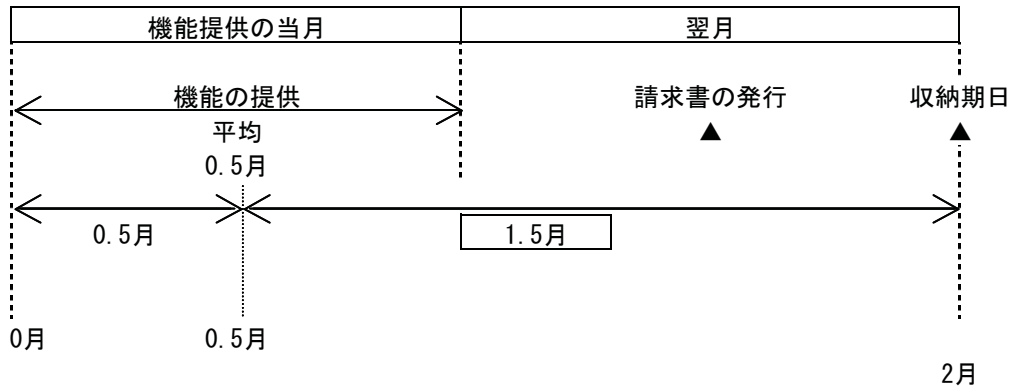 機能提供の当月 翌月
機能の提供 請求書の発行 収納期日
平均 ▲ ▲
0.5月
0.5月 1.5月
0月 0.5月
2月